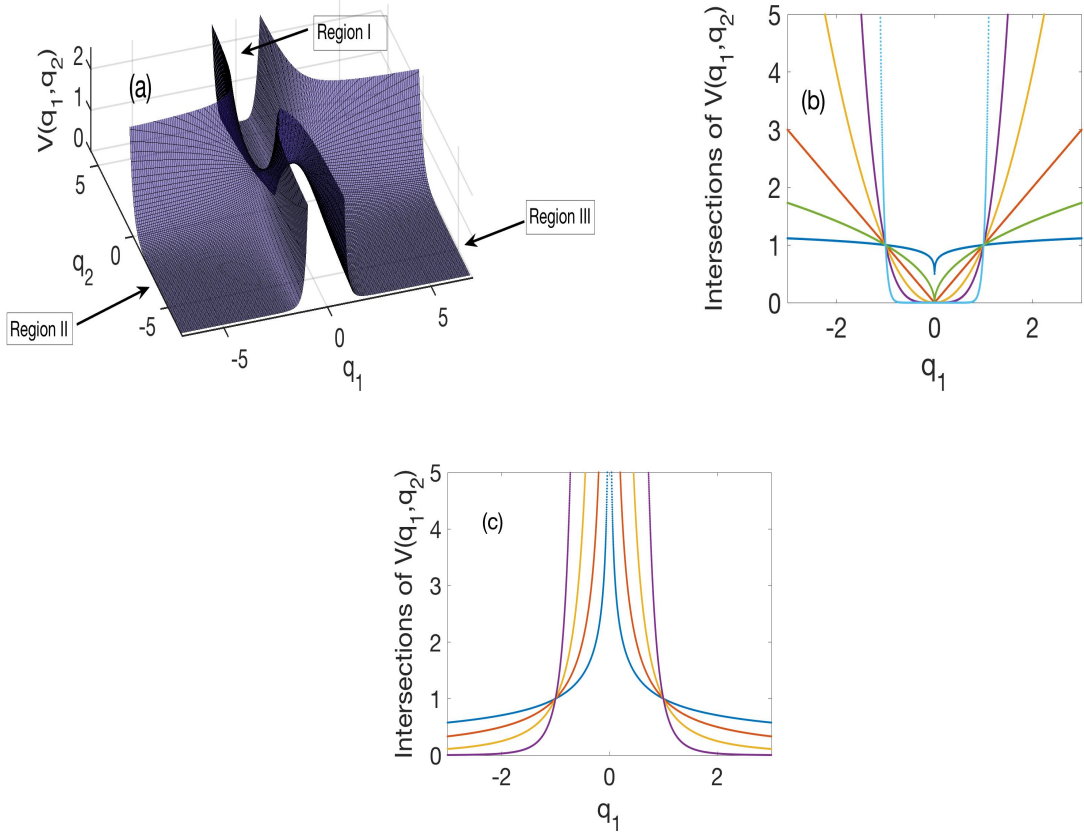 Region I
(a)
V(q1,q2)
2
1
0
5
0
-5
q2
Region II
Region III
-5
0
5
q1
(b)
Intersections of V(q1,q2)
5
4
3
2
1
0
-2
0
2
q1
(c)
Intersections of V(q1,q2)
5
4
3
2
1
0
-2
0
2
q1